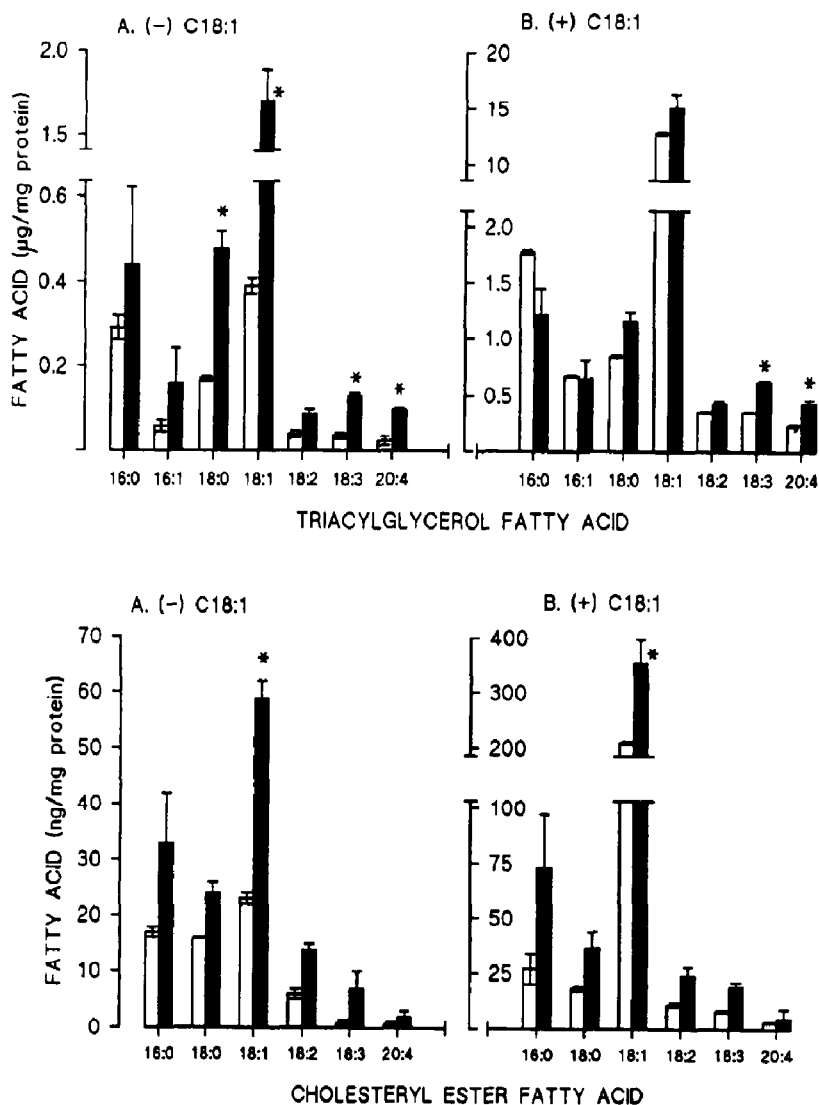 A. (-) C18:1
B. (+) C18:1
FATTY ACID (µg/mg protein)
2.0
1.5
0.6
0.4
0.2
*
*
*
*
16:0 16:1 18:0 18:1 18:2 18:3 20:4
20
15
10
2.0
1.5
1.0
0.5
*
*
16:0 16:1 18:0 18:1 18:2 18:3 20:4
TRIACYLGLYCEROL FATTY ACID
A. (-) C18:1
B. (+) C18:1
FATTY ACID (ng/mg protein)
70
60
50
40
30
20
10
0
*
16:0 18:0 18:1 18:2 18:3 20:4
400
300
200
100
75
50
25
*
16:0 18:0 18:1 18:2 18:3 20:4
CHOLESTERYL ESTER FATTY ACID